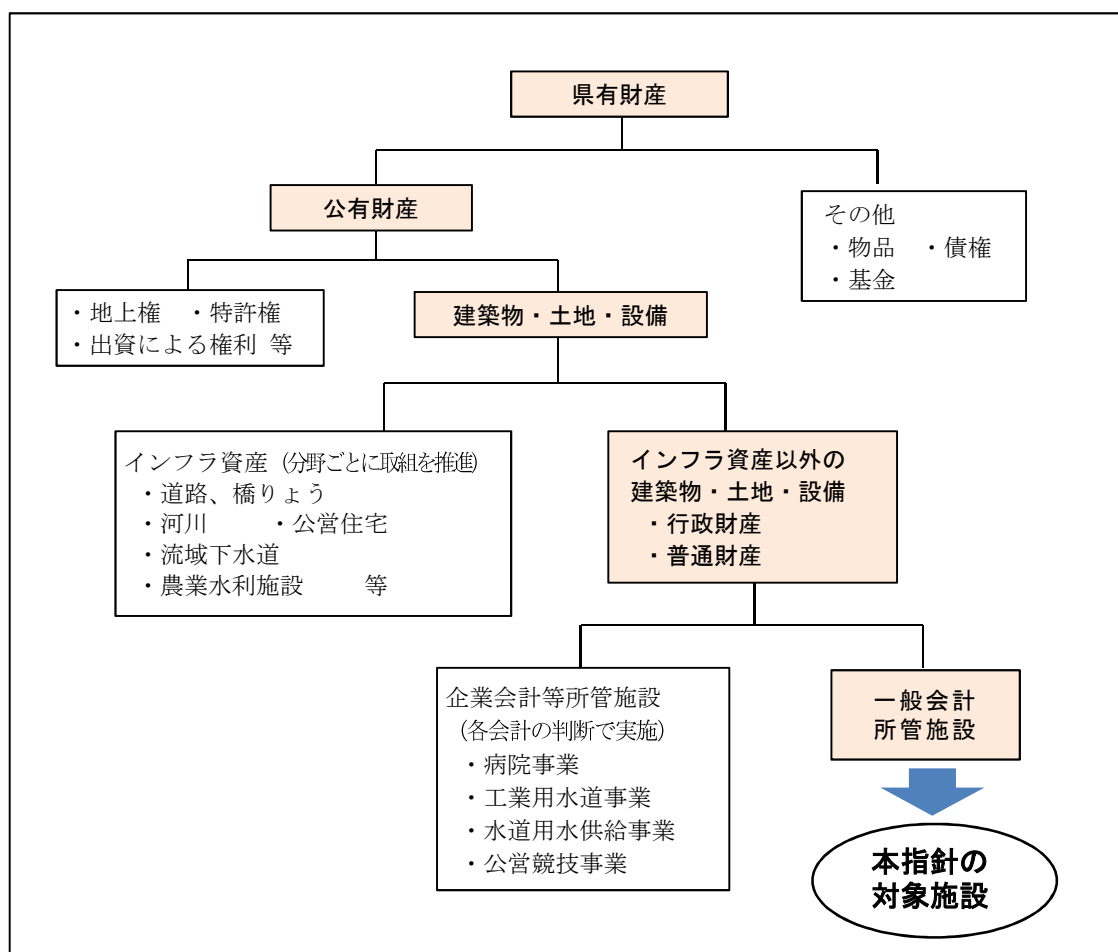 県有財産
公有財産
その他
・物品　・債権
・基金
・地上権　・特許権
・出資による権利 等
建築物・土地・設備
インフラ資産（分野ごとに取組を推進）
・道路、橋りょう
・河川　　・公営住宅
・流域下水道
・農業水利施設　　等
インフラ資産以外の
建築物・土地・設備
・行政財産
・普通財産
企業会計等所管施設
（各会計の判断で実施）
・病院事業
・工業用水道事業
・水道用水供給事業
・公営競技事業
一般会計
所管施設
本指針の
対象施設